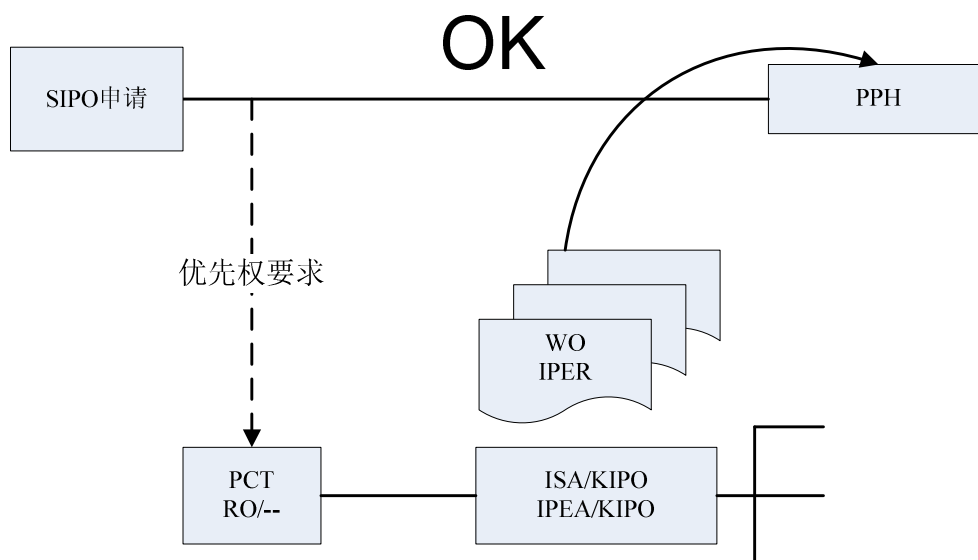 OK
SIPO申请
PPH
优先权要求
WO
IPER
PCT
RO/--
ISA/KIPO
IPEA/KIPO